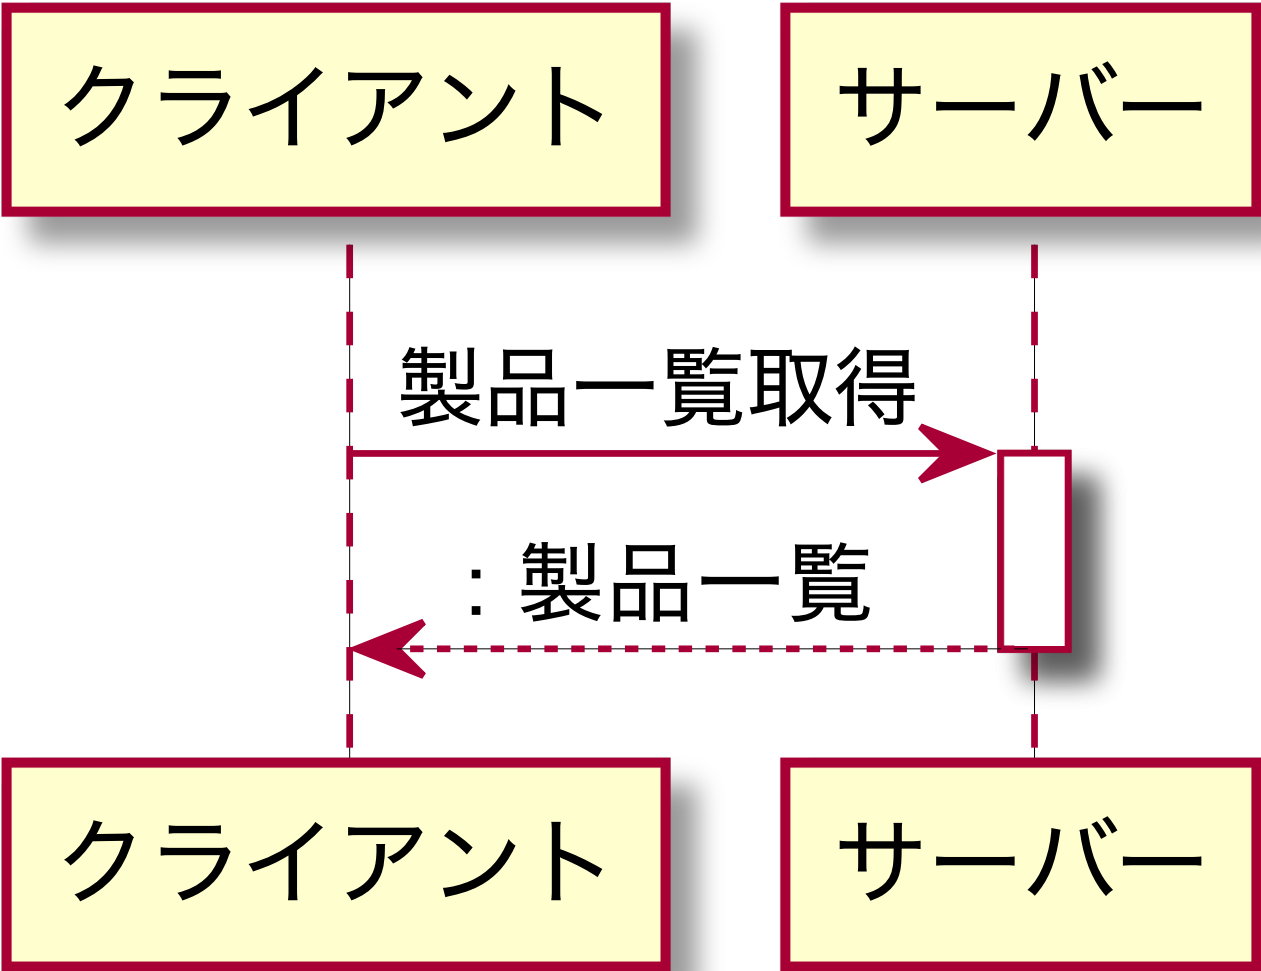 クライアント
サーバー
製品一覧取得
: 製品一覧
クライアント
サーバー